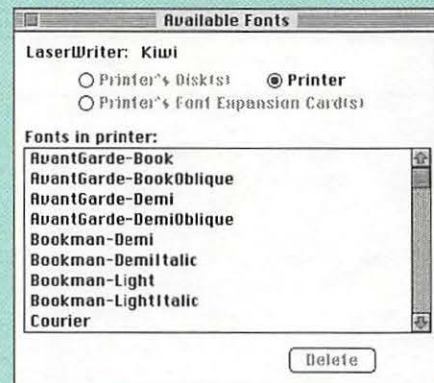 Available Fonts
LaserWriter: Kiwi
Printer's Disk(s)
Printer
Printer's Font Expansion Card(s)
Fonts in printer:
AvantGarde-Book
AvantGarde-BookOblique
AvantGarde-Demi
AvantGarde-DemiOblique
Bookman-Demi
Bookman-DemiItalic
Bookman-Light
Bookman-LightItalic
Courier
Delete